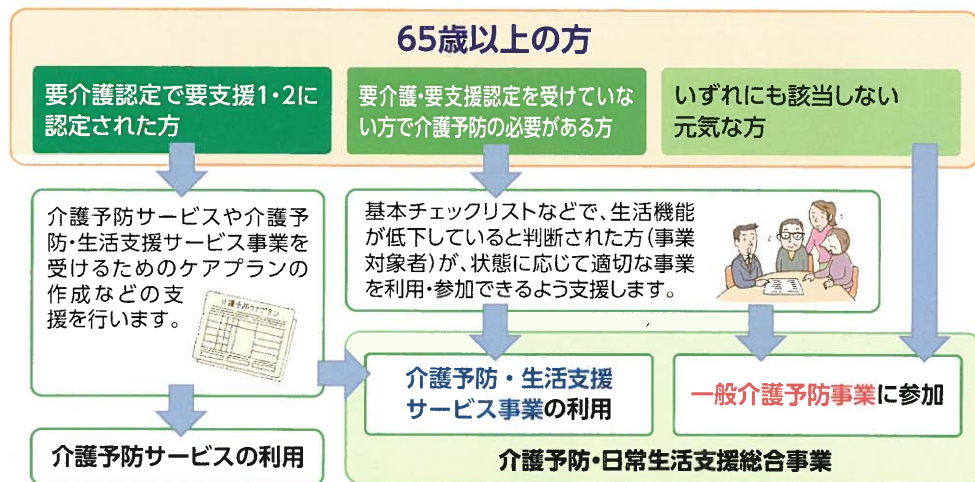 65歳以上の方
要介護認定で要支援1・2に
認定された方
要介護・要支援認定を受けていな
い方で介護予防の必要がある方
いずれにも該当しない
元気な方
介護予防サービスや介護予
防・生活支援サービス事業を
受けるためのケアプランの
作成などの支
援を行います。
介護予防ケアプラン
基本チェックリストなどで、生活機能
が低下していると判断された方(事業
対象者)が、状態に応じて適切な事業
を利用・参加できるよう支援します。
介護予防サービスの利用
介護予防・生活支援
サービス事業の利用
一般介護予防事業に参加
介護予防・日常生活支援総合事業